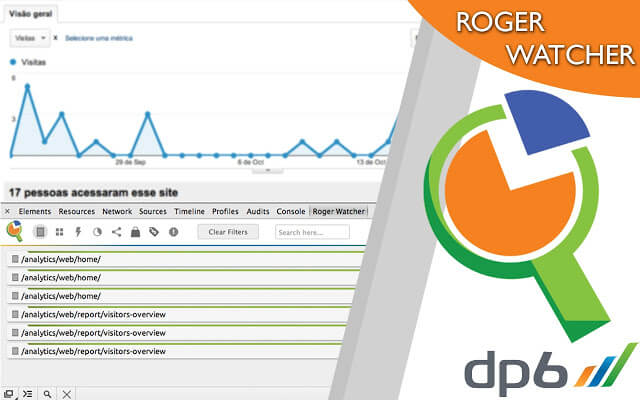 Visão geral
Visitas
x
Selecione uma métrica
Visitas
5
3
29 de Sep
6 de Oct
13 de Oct
17 pessoas acessaram esse site
× Elements Resources Network Sources Timeline Profiles Audits Console Roger Watcher
Clear Filters
Search here...
/analytics/web/home/
/analytics/web/home/
/analytics/web/home/
/analytics/web/report/visitors-overview
/analytics/web/report/visitors-overview
/analytics/web/report/visitors-overview
ROGER
WATCHER
dp6